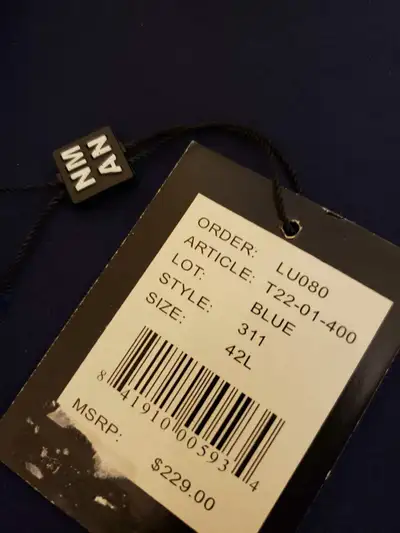 NM
AN
ORDER: LU080
ARTICLE: T22-01-400
LOT: BLUE
STYLE: 311
SIZE: 42L
8 41910 00593 4
MSRP: $229.00